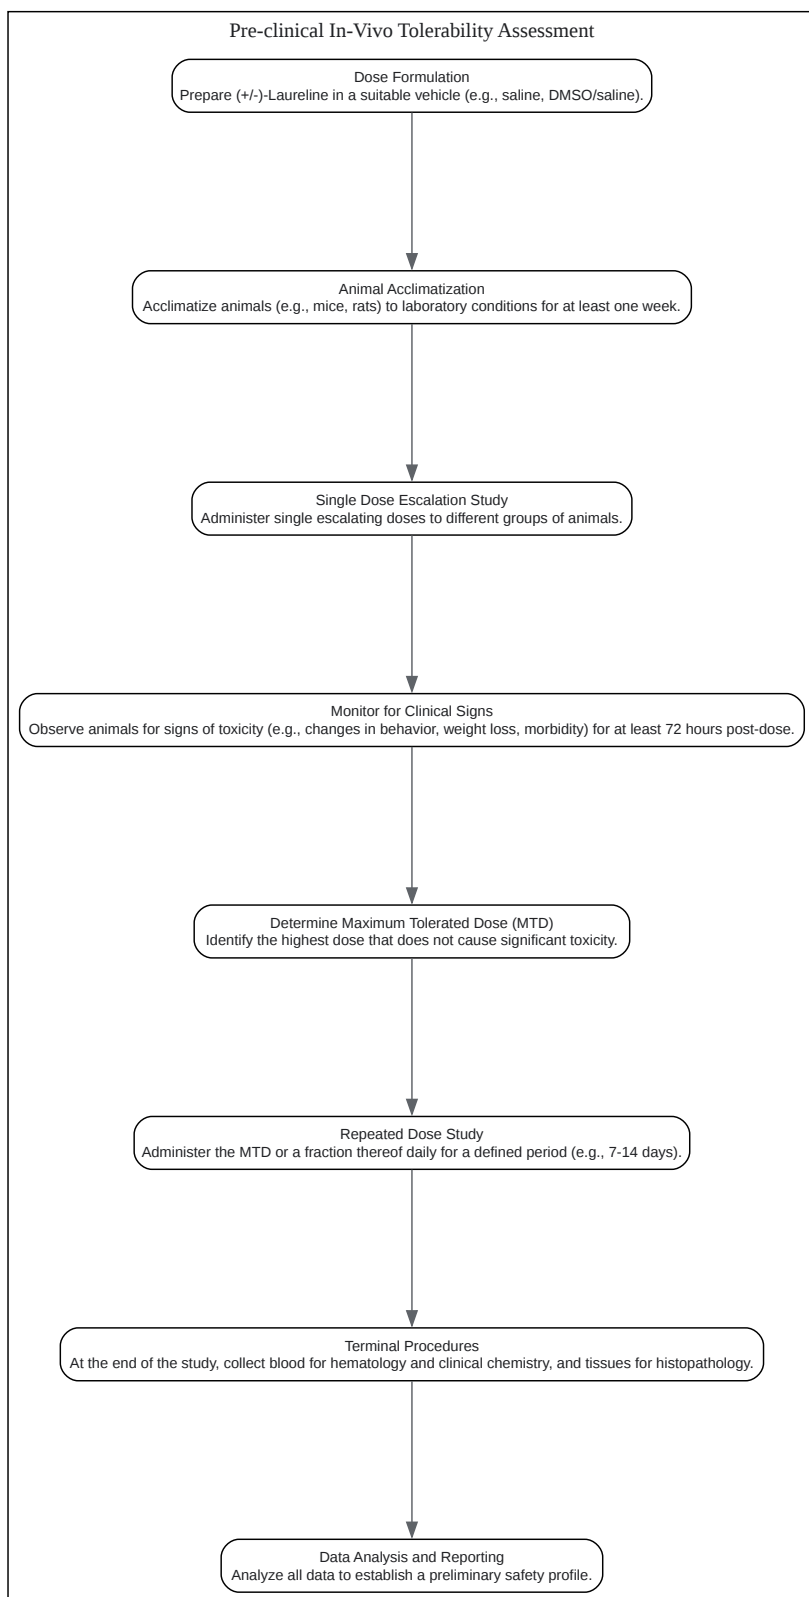 Pre-clinical In-Vivo Tolerability Assessment
Dose Formulation
Prepare (+/-)-Laureline in a suitable vehicle (e.g., saline, DMSO/saline).
Animal Acclimatization
Acclimatize animals (e.g., mice, rats) to laboratory conditions for at least one week.
Single Dose Escalation Study
Administer single escalating doses to different groups of animals.
Monitor for Clinical Signs
Observe animals for signs of toxicity (e.g., changes in behavior, weight loss, morbidity) for at least 72 hours post-dose.
Determine Maximum Tolerated Dose (MTD)
Identify the highest dose that does not cause significant toxicity.
Repeated Dose Study
Administer the MTD or a fraction thereof daily for a defined period (e.g., 7-14 days).
Terminal Procedures
At the end of the study, collect blood for hematology and clinical chemistry, and tissues for histopathology.
Data Analysis and Reporting
Analyze all data to establish a preliminary safety profile.